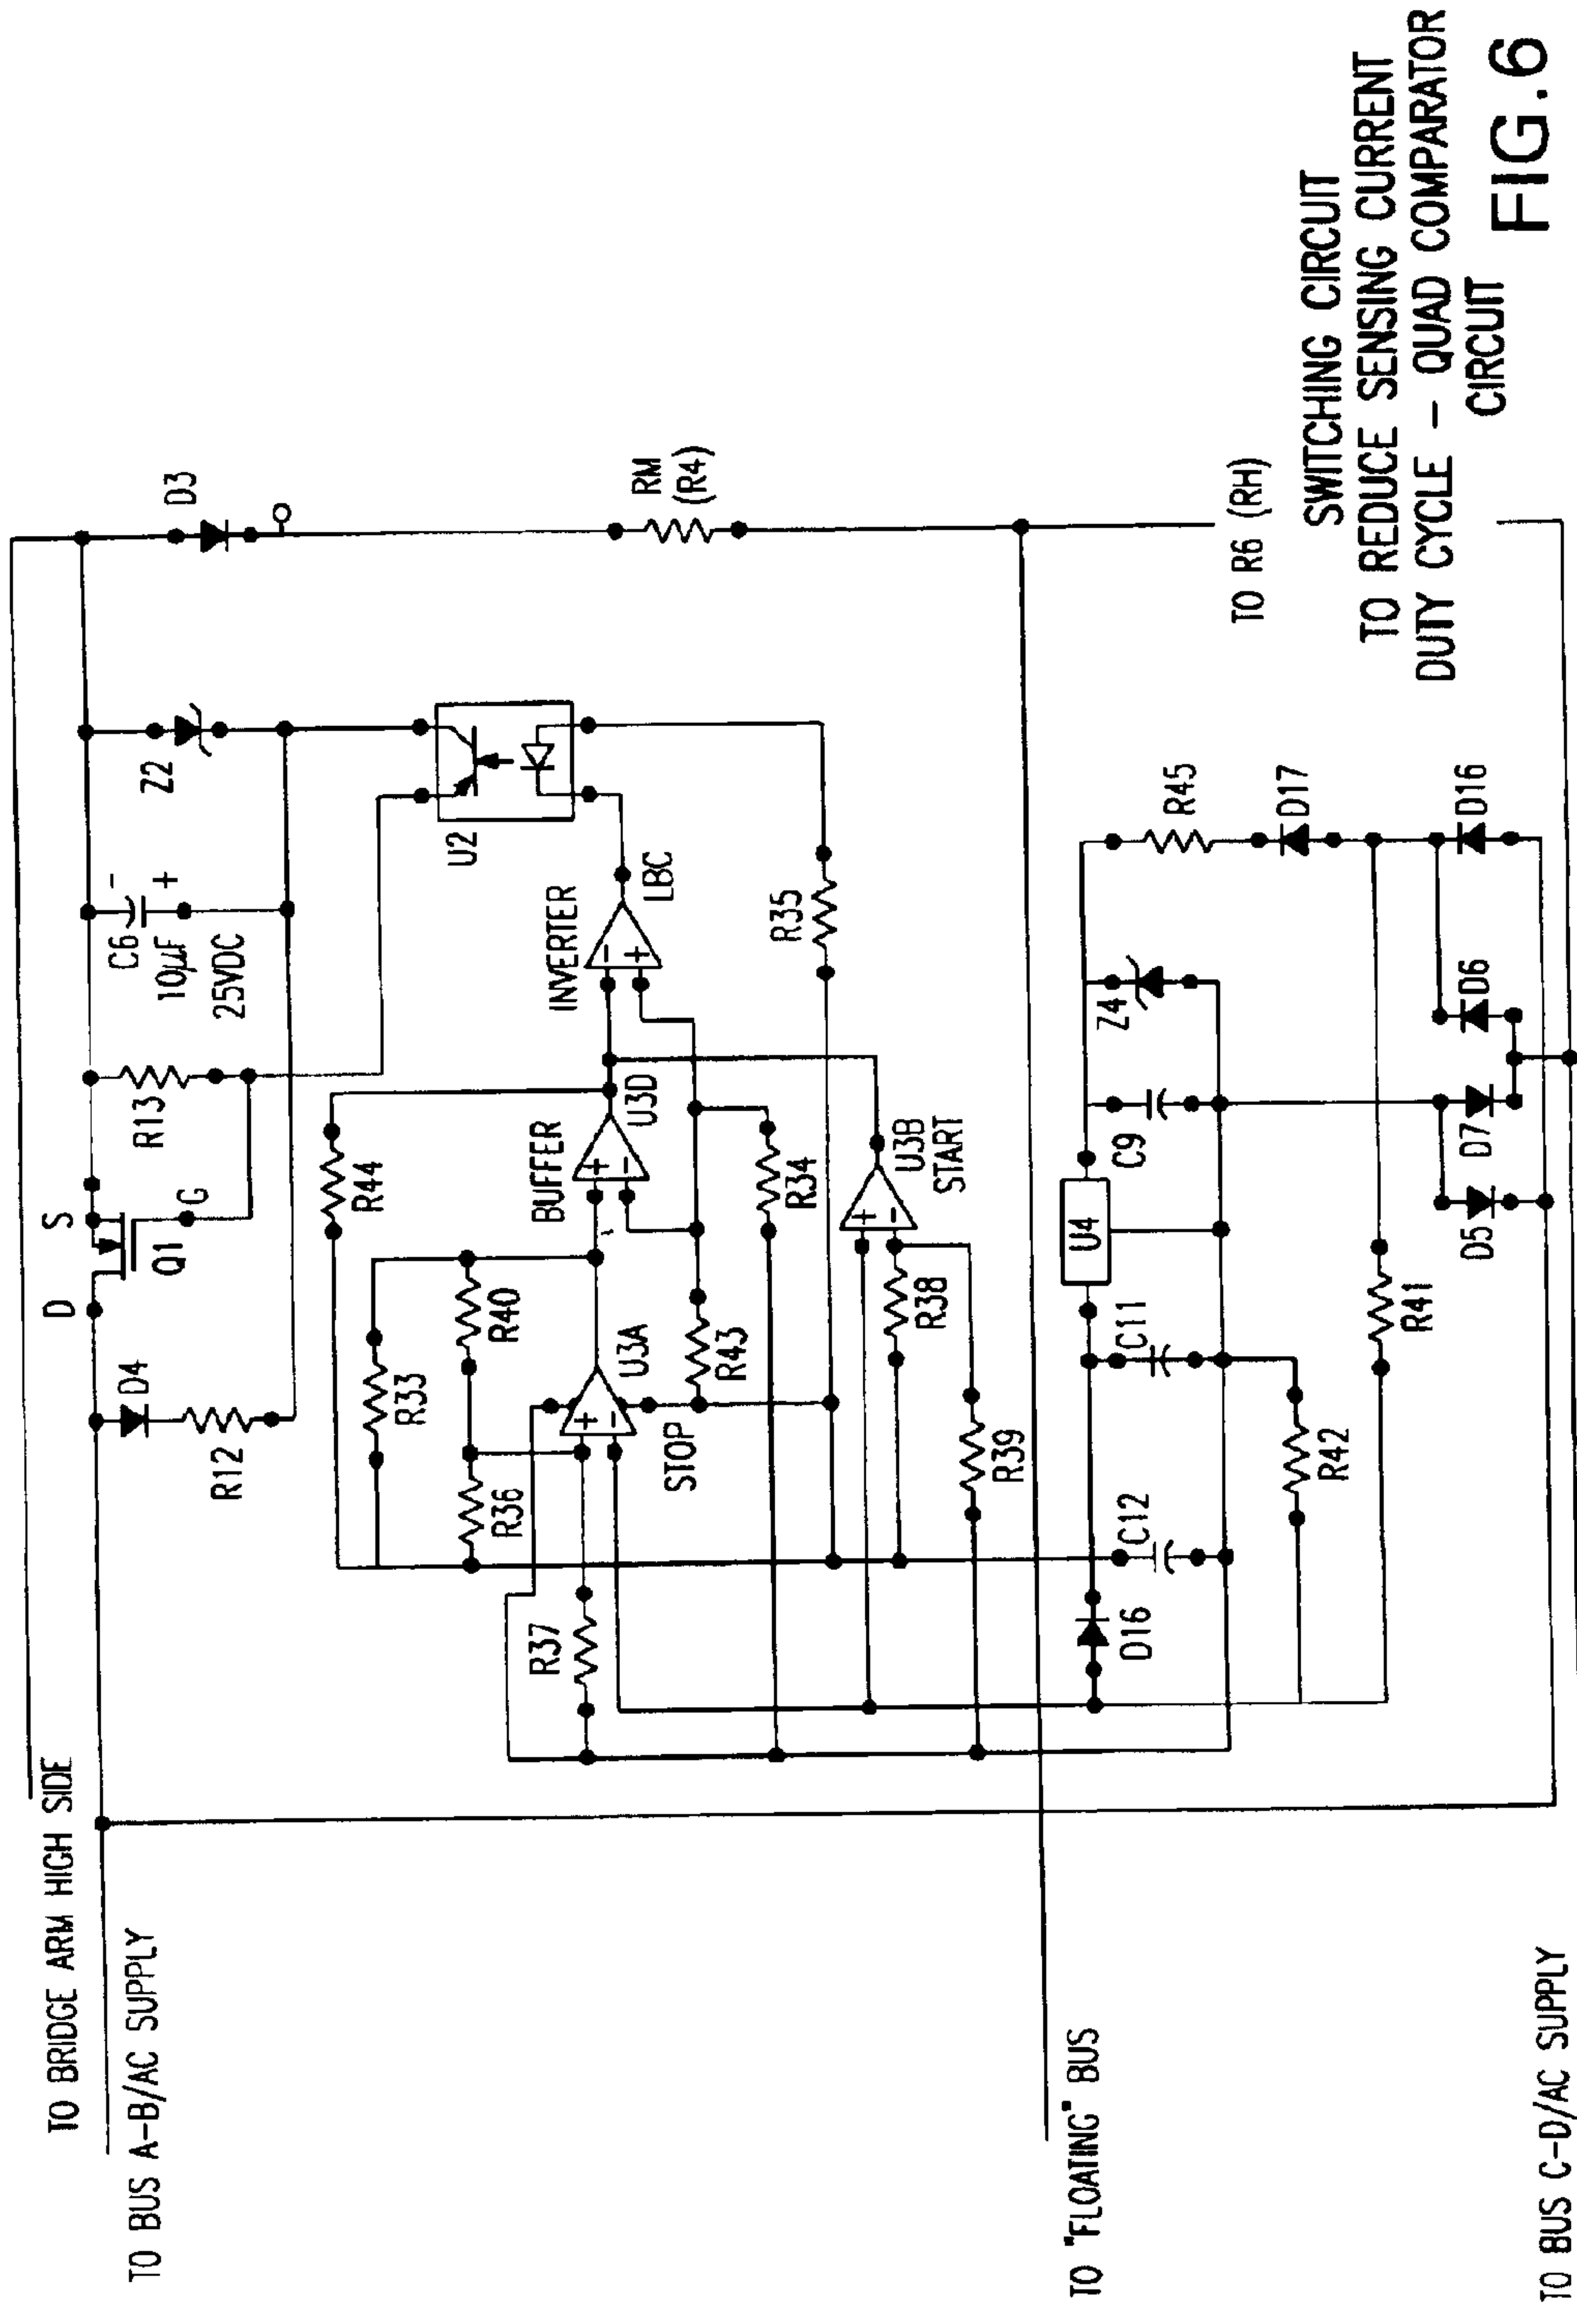 TO BRIDGE ARM HIGH SIDE
TO BUS A-B/AC SUPPLY
D
S
G
Q1
D4
R12
R13
C6
-
+
10µF
25VDC
Z2
D3
U2
R44
R33
R40
R36
R37
+
-
U3A
STOP
R43
BUFFER
+
-
U3D
R34
INVERTER
-
+
LBC
R35
+
-
U3B
START
R38
R39
RM
(R4)
TO "FLOATING" BUS
TO R6 (RH)
D16
C12
C11
U4
C9
Z4
R45
D17
R42
R41
D5
D7
D6
D16
TO BUS C-D/AC SUPPLY
SWITCHING CIRCUIT
TO REDUCE SENSING CURRENT
DUTY CYCLE - QUAD COMPARATOR
CIRCUIT
FIG.6